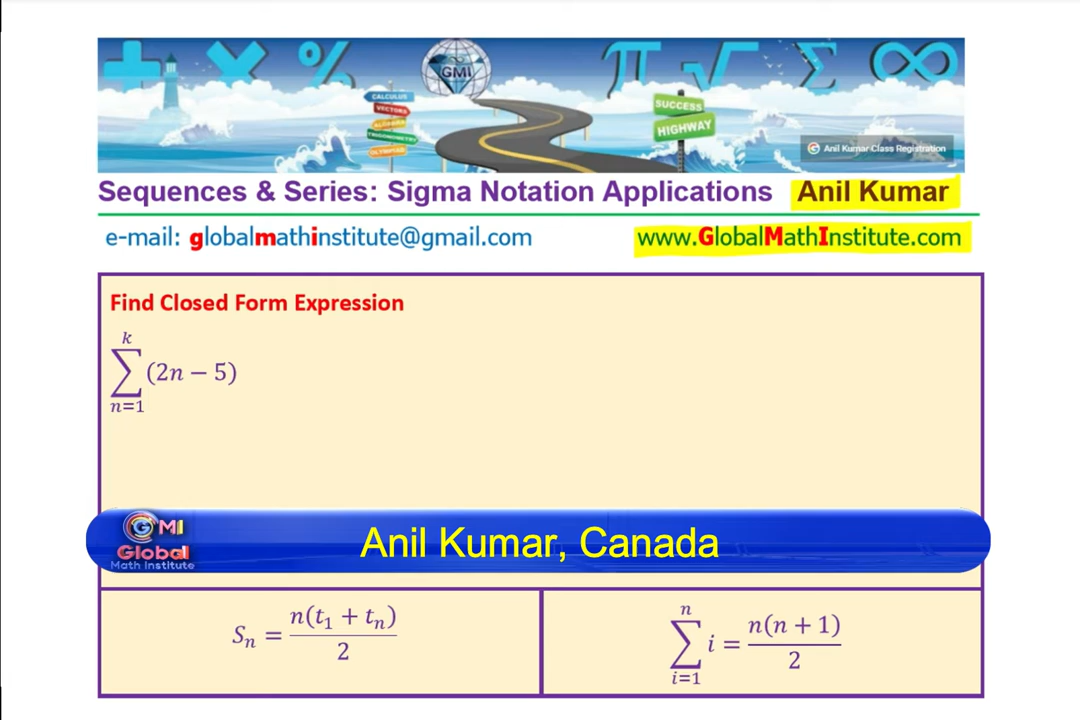 GMI
CALCULUS
VECTORS
ALGEBRA
TRIGONOMETRY
OLYMPIAD
SUCCESS
HIGHWAY
G Anil Kumar Class Registration
Sequences & Series: Sigma Notation Applications Anil Kumar
e-mail: globalmathinstitute@gmail.com www.GlobalMathInstitute.com
Find Closed Form Expression
k
∑ (2n − 5)
n=1
GMI
Global
Math Institute
Anil Kumar, Canada
Sₙ = n(t₁ + tₙ) / 2
n
∑ i = n(n + 1) / 2
i=1